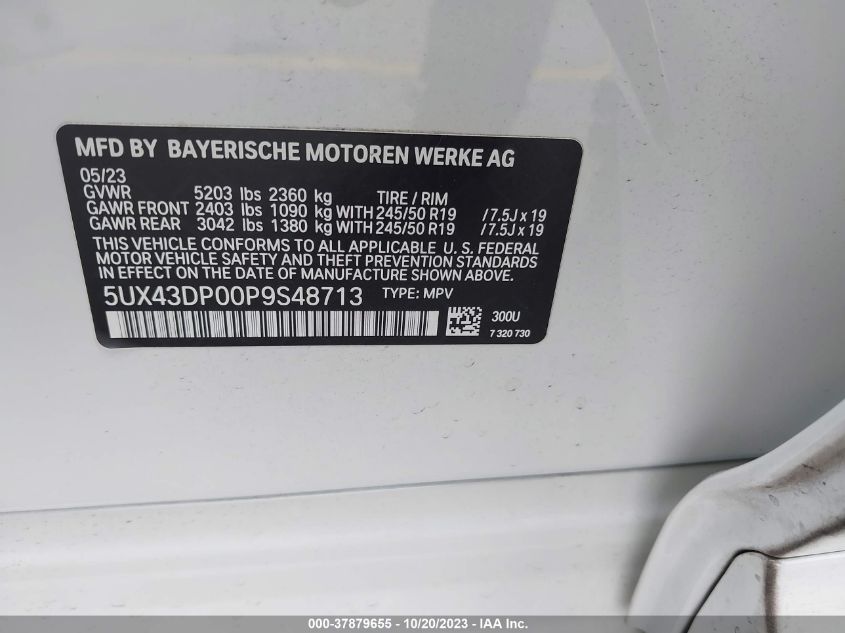 MFD BY BAYERISCHE MOTOREN WERKE AG
05/23
GVWR 5203 lbs 2360 kg TIRE / RIM
GAWR FRONT 2403 lbs 1090 kg WITH 245/50 R19 / 7.5J x 19
GAWR REAR 3042 lbs 1380 kg WITH 245/50 R19 / 7.5J x 19
THIS VEHICLE CONFORMS TO ALL APPLICABLE U. S. FEDERAL
MOTOR VEHICLE SAFETY AND THEFT PREVENTION STANDARDS
IN EFFECT ON THE DATE OF MANUFACTURE SHOWN ABOVE.
5UX43DP00P9S48713 TYPE: MPV
300U
7 320 730
000-37879655 - 10/20/2023 - IAA Inc.